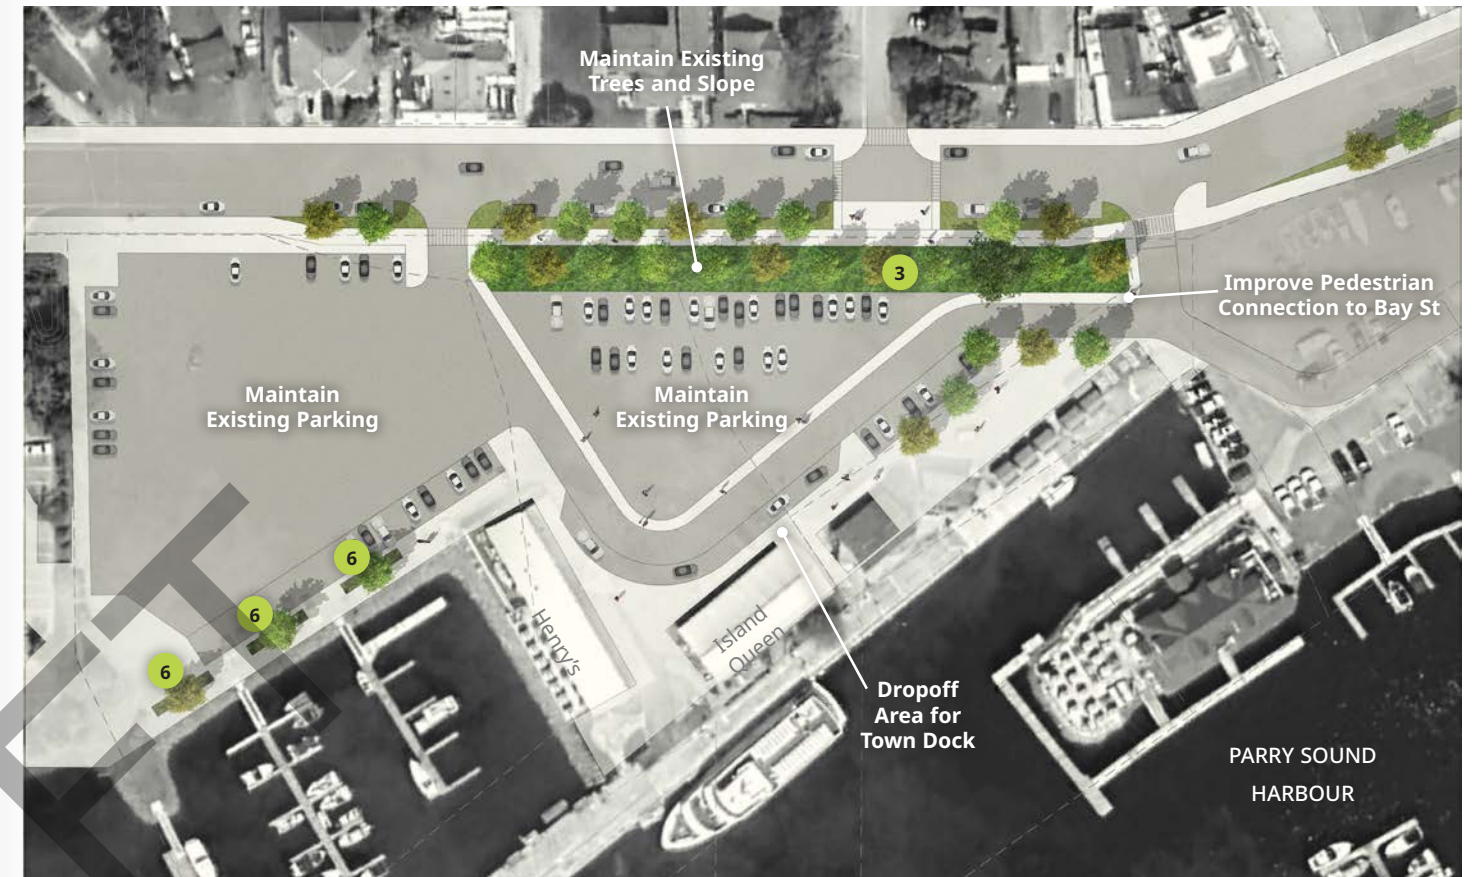 Maintain Existing
Trees and Slope
3
Improve Pedestrian
Connection to Bay St
Maintain
Existing Parking
Maintain
Existing Parking
6
6
6
Henry's
Island
Queen
Dropoff
Area for
Town Dock
PARRY SOUND
HARBOUR